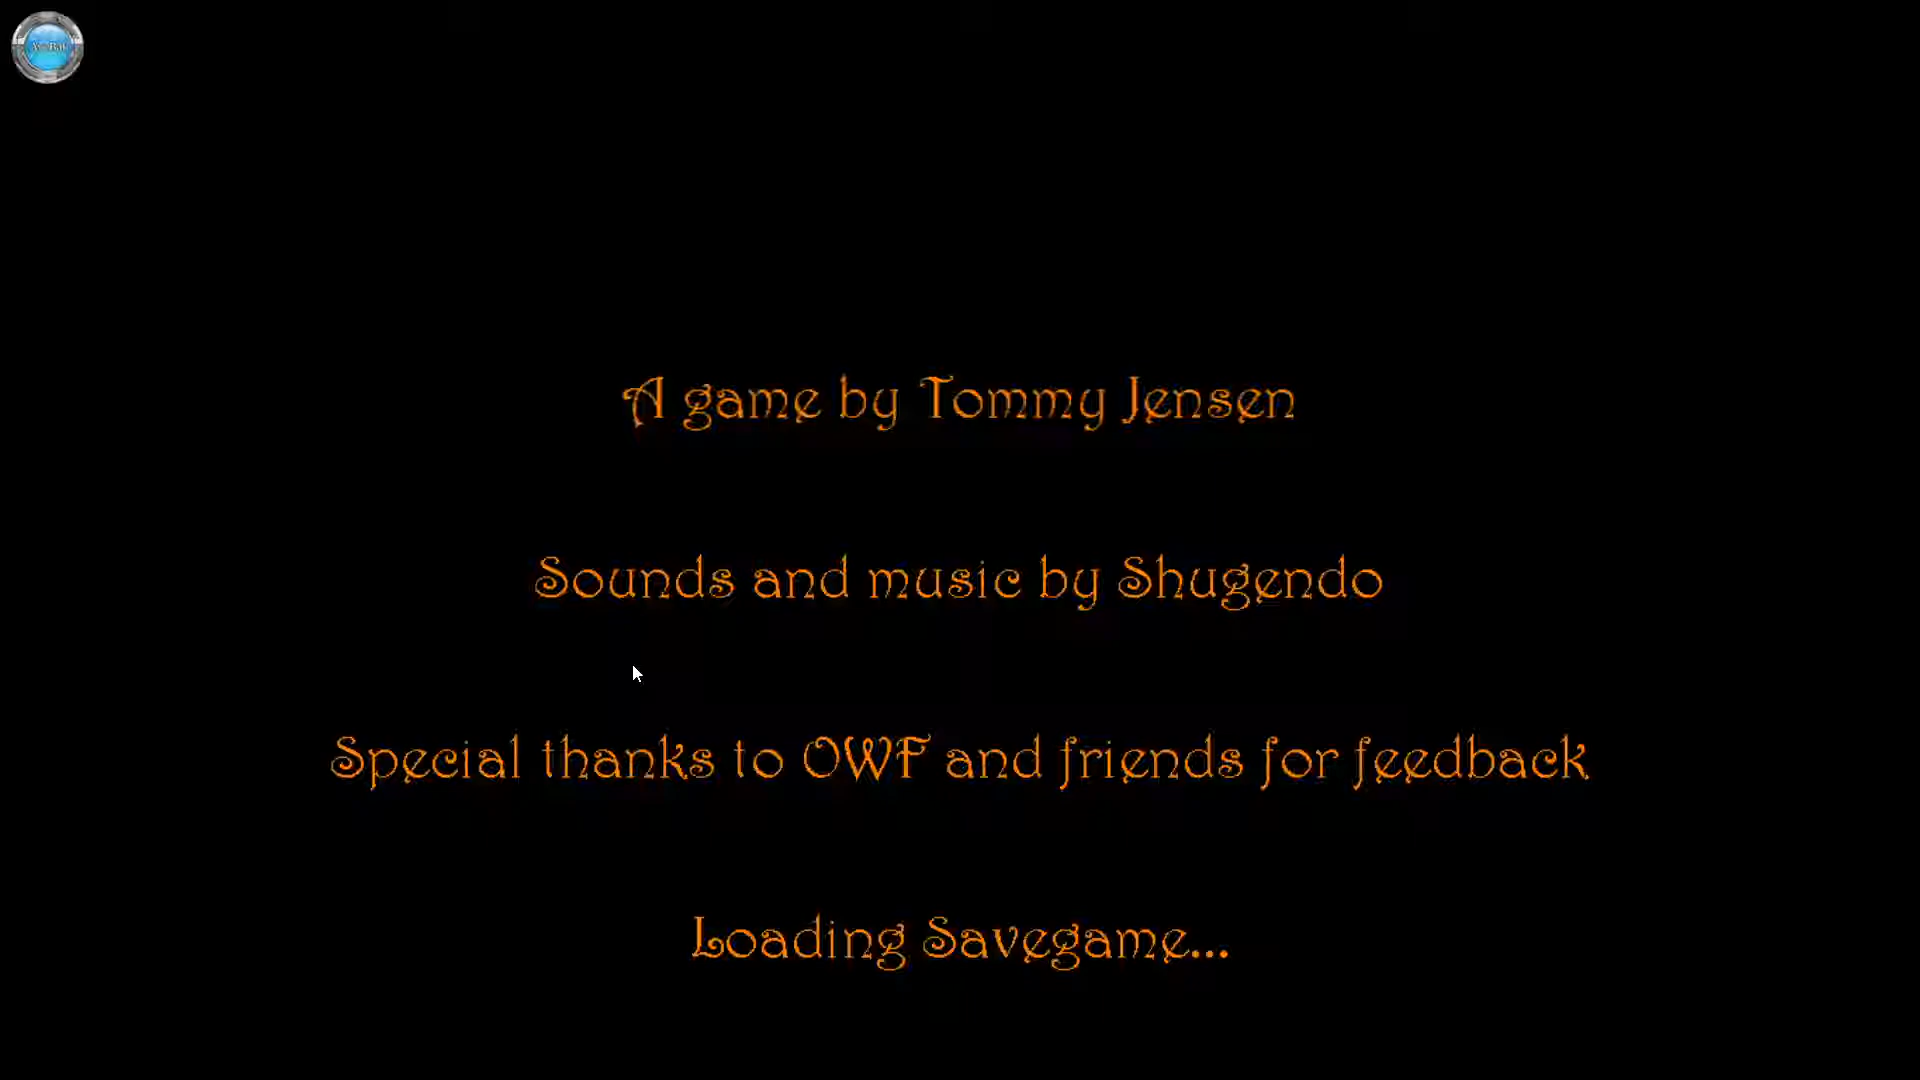 A game by Tommy Jensen
Sounds and music by Shugendo
Special thanks to OWF and friends for feedback
Loading Savegame...